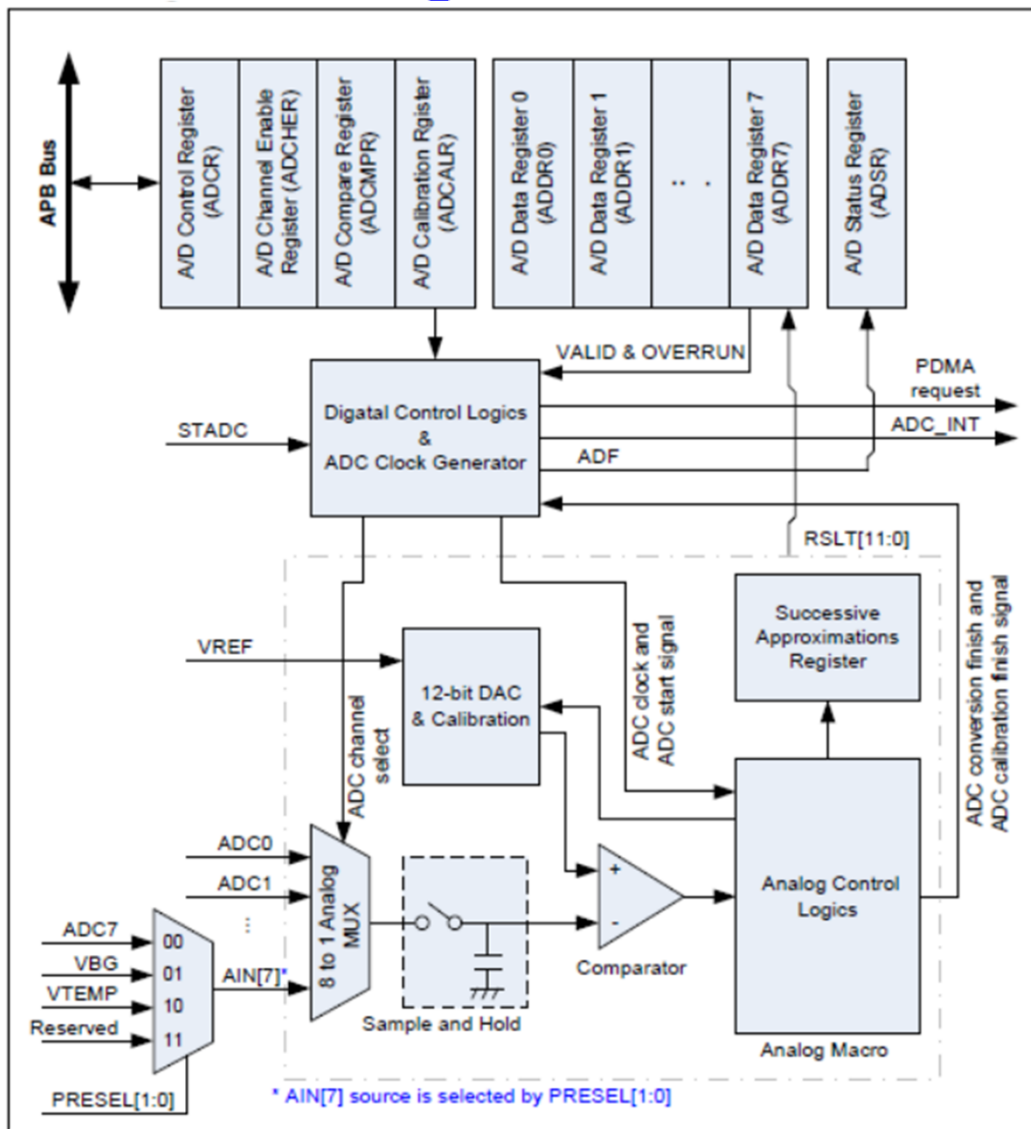 APB Bus
A/D Control Register
(ADCR)
A/D Channel Enable
Register (ADCHER)
A/D Compare Register
(ADCMPR)
A/D Calibration Rgister
(ADCALR)
A/D Data Register 0
(ADDR0)
A/D Data Register 1
(ADDR1)
:: .
A/D Data Register 7
(ADDR7)
A/D Status Register
(ADSR)
VALID & OVERRUN
PDMA
request
Digatal Control Logics
&
ADC Clock Generator
STADC
ADC_INT
ADF
RSLT[11:0]
VREF
12-bit DAC
& Calibration
ADC channel
select
ADC clock and
ADC start signal
Successive
Approximations
Register
ADC conversion finish and
ADC calibration finish signal
ADC0
ADC1
...
8 to 1 Analog
MUX
+
-
Comparator
Analog Control
Logics
ADC7
VBG
VTEMP
Reserved
00
01
10
11
AIN[7]*
Sample and Hold
Analog Macro
PRESEL[1:0]
* AIN[7] source is selected by PRESEL[1:0]